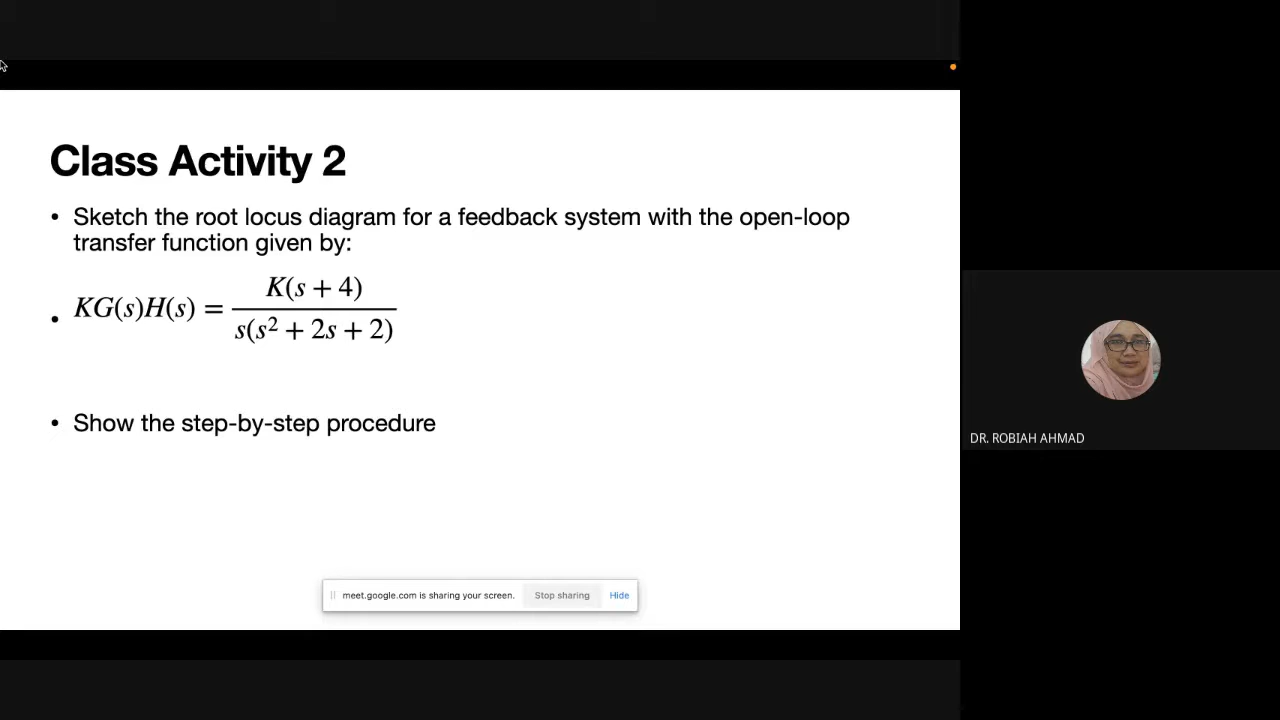 Class Activity 2
• Sketch the root locus diagram for a feedback system with the open-loop
transfer function given by:
• KG(s)H(s) = K(s + 4) / s(s² + 2s + 2)
• Show the step-by-step procedure
meet.google.com is sharing your screen. Stop sharing Hide
DR. ROBIAH AHMAD